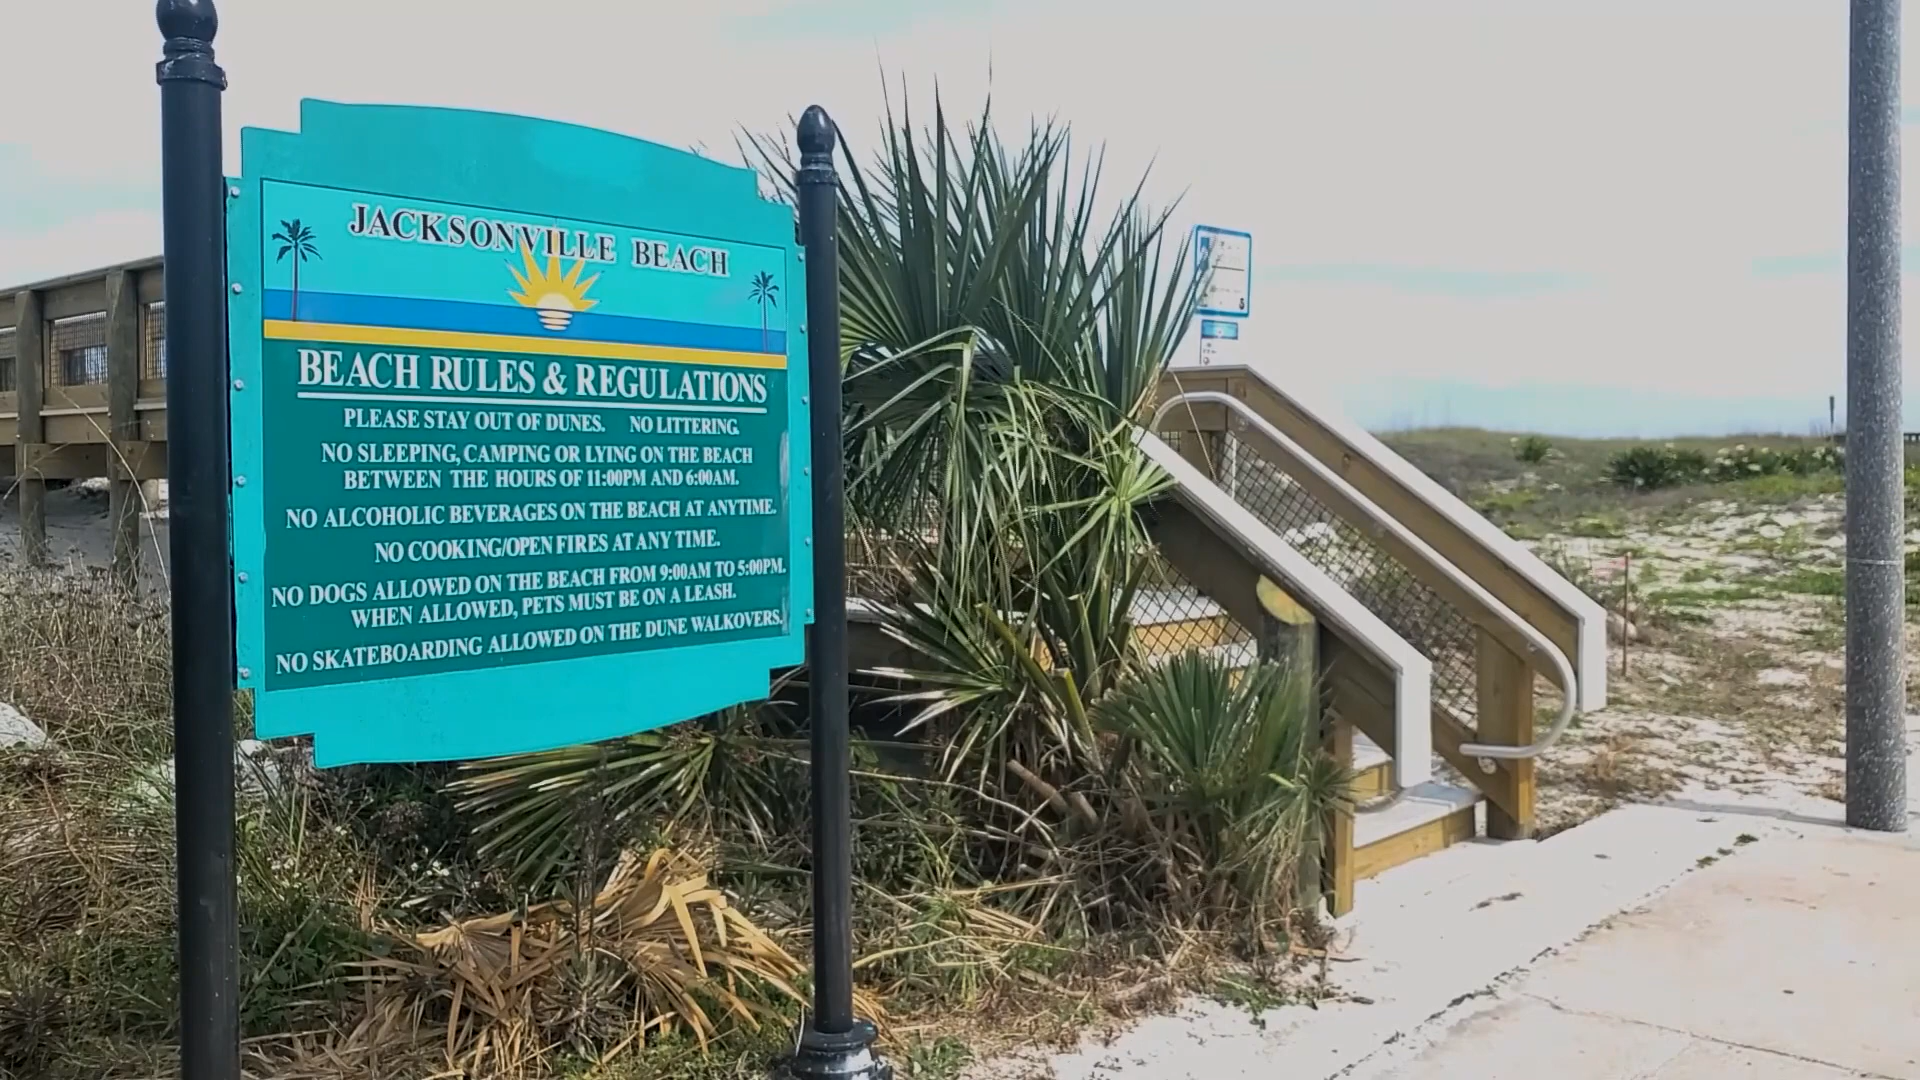 JACKSONVILLE BEACH
BEACH RULES & REGULATIONS
PLEASE STAY OUT OF DUNES. NO LITTERING.
NO SLEEPING, CAMPING OR LYING ON THE BEACH
BETWEEN THE HOURS OF 11:00PM AND 6:00AM.
NO ALCOHOLIC BEVERAGES ON THE BEACH AT ANYTIME.
NO COOKING/OPEN FIRES AT ANY TIME.
NO DOGS ALLOWED ON THE BEACH FROM 9:00AM TO 5:00PM.
WHEN ALLOWED, PETS MUST BE ON A LEASH.
NO SKATEBOARDING ALLOWED ON THE DUNE WALKOVERS.